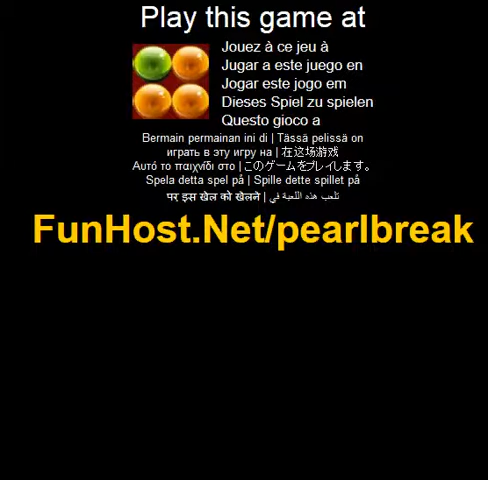 Play this game at
Jouez à ce jeu à
Jugar a este juego en
Jogar este jogo em
Dieses Spiel zu spielen
Questo gioco a
Bermain permainan ini di | Tässä pelissä on
играть в эту игру на | 在这场游戏
Αυτό το παιχνίδι στο | このゲームをプレイします。
Spela detta spel på | Spille dette spillet på
पर इस खेल को खेलने | تلعب هذه اللعبة في
FunHost.Net/pearlbreak